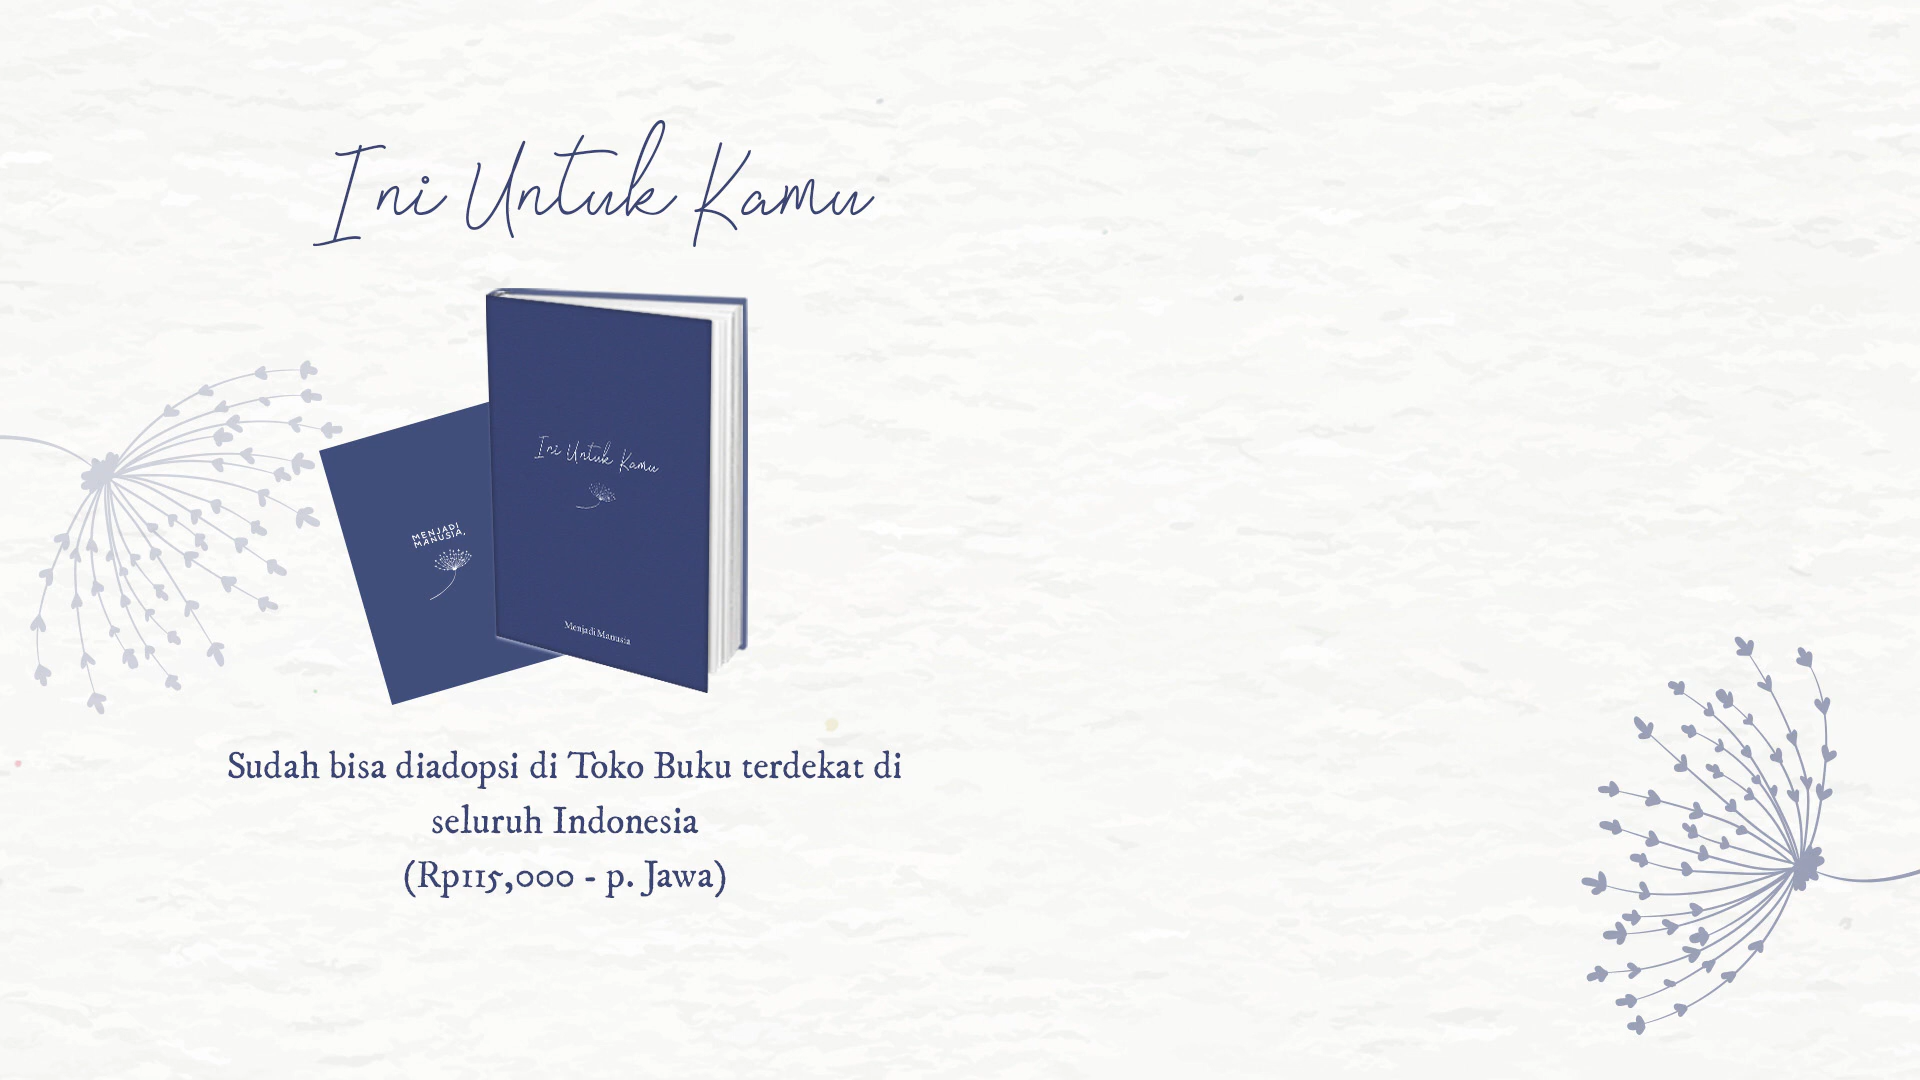 Ini Untuk Kamu
Ini Untuk Kamu
MENJADI
MANUSIA.
Menjadi Manusia
Sudah bisa diadopsi di Toko Buku terdekat di
seluruh Indonesia
(Rp115,000 - p. Jawa)